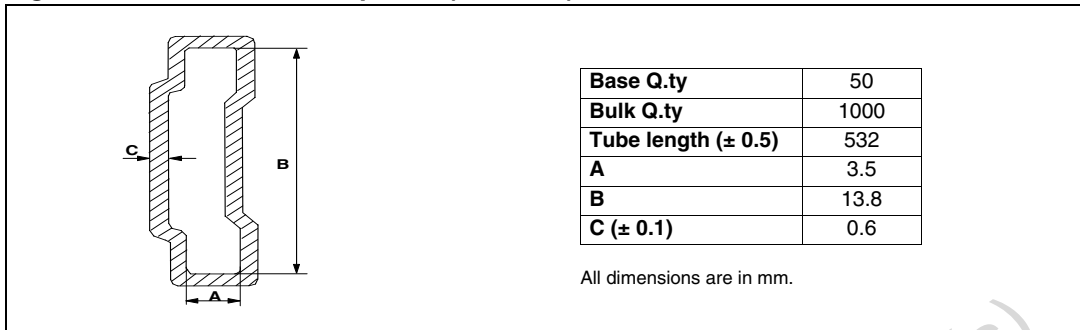 C
B
A
Base Q.ty 50
Bulk Q.ty 1000
Tube length (± 0.5) 532
A 3.5
B 13.8
C (± 0.1) 0.6
All dimensions are in mm.